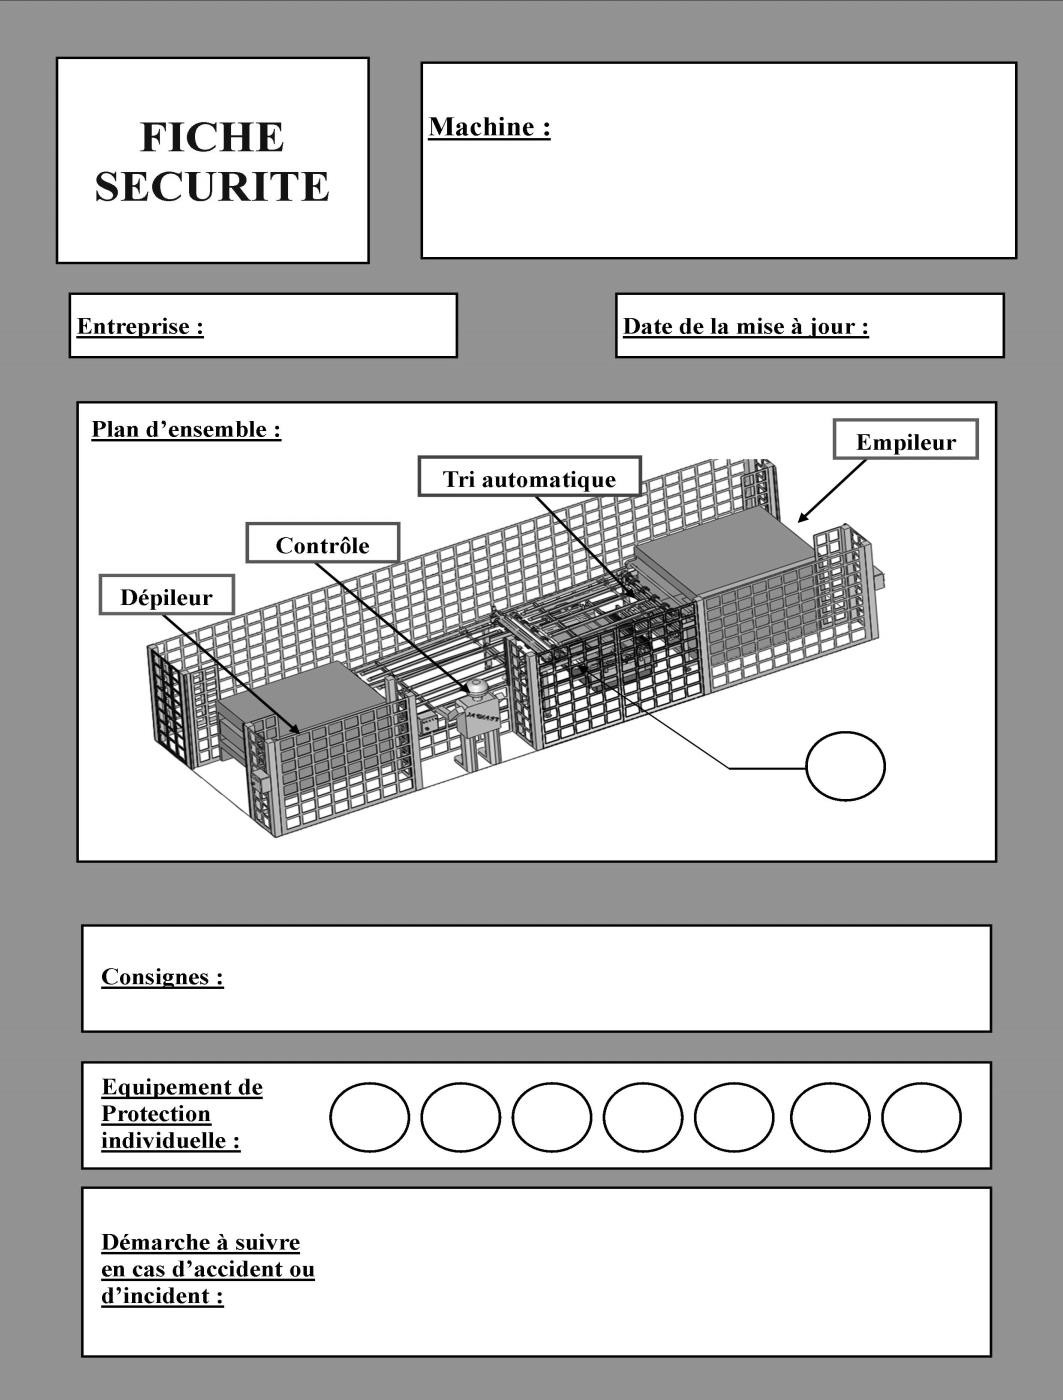 FICHE
SECURITE
Machine :
Entreprise :
Date de la mise à jour :
Plan d’ensemble :
Empileur
Tri automatique
Contrôle
Dépileur
Consignes :
Equipement de
Protection
individuelle :
Démarche à suivre
en cas d’accident ou
d’incident :